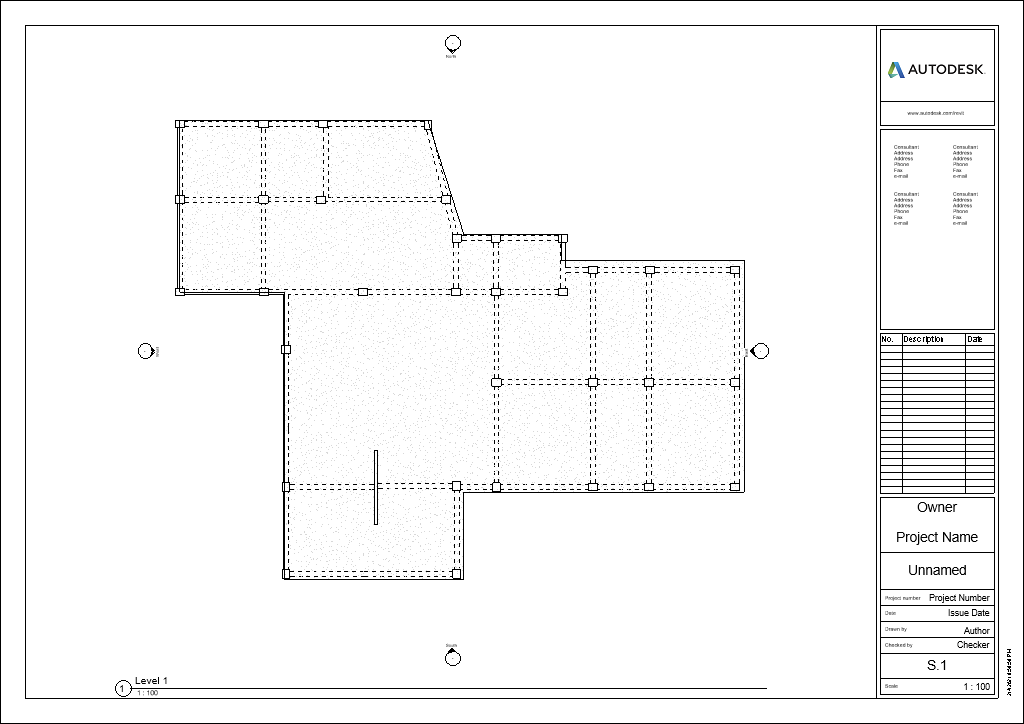 North
AUTODESK.
www.autodesk.com/revit
Consultant
Address
Address
Phone
Fax
e-mail
Consultant
Address
Address
Phone
Fax
e-mail
Consultant
Address
Address
Phone
Fax
e-mail
Consultant
Address
Address
Phone
Fax
e-mail
No. Description Date
Owner
Project Name
Unnamed
Project number Project Number
Date Issue Date
Drawn by Author
Checked by Checker
S.1
Scale 1 : 100
South
1 Level 1
1 : 100